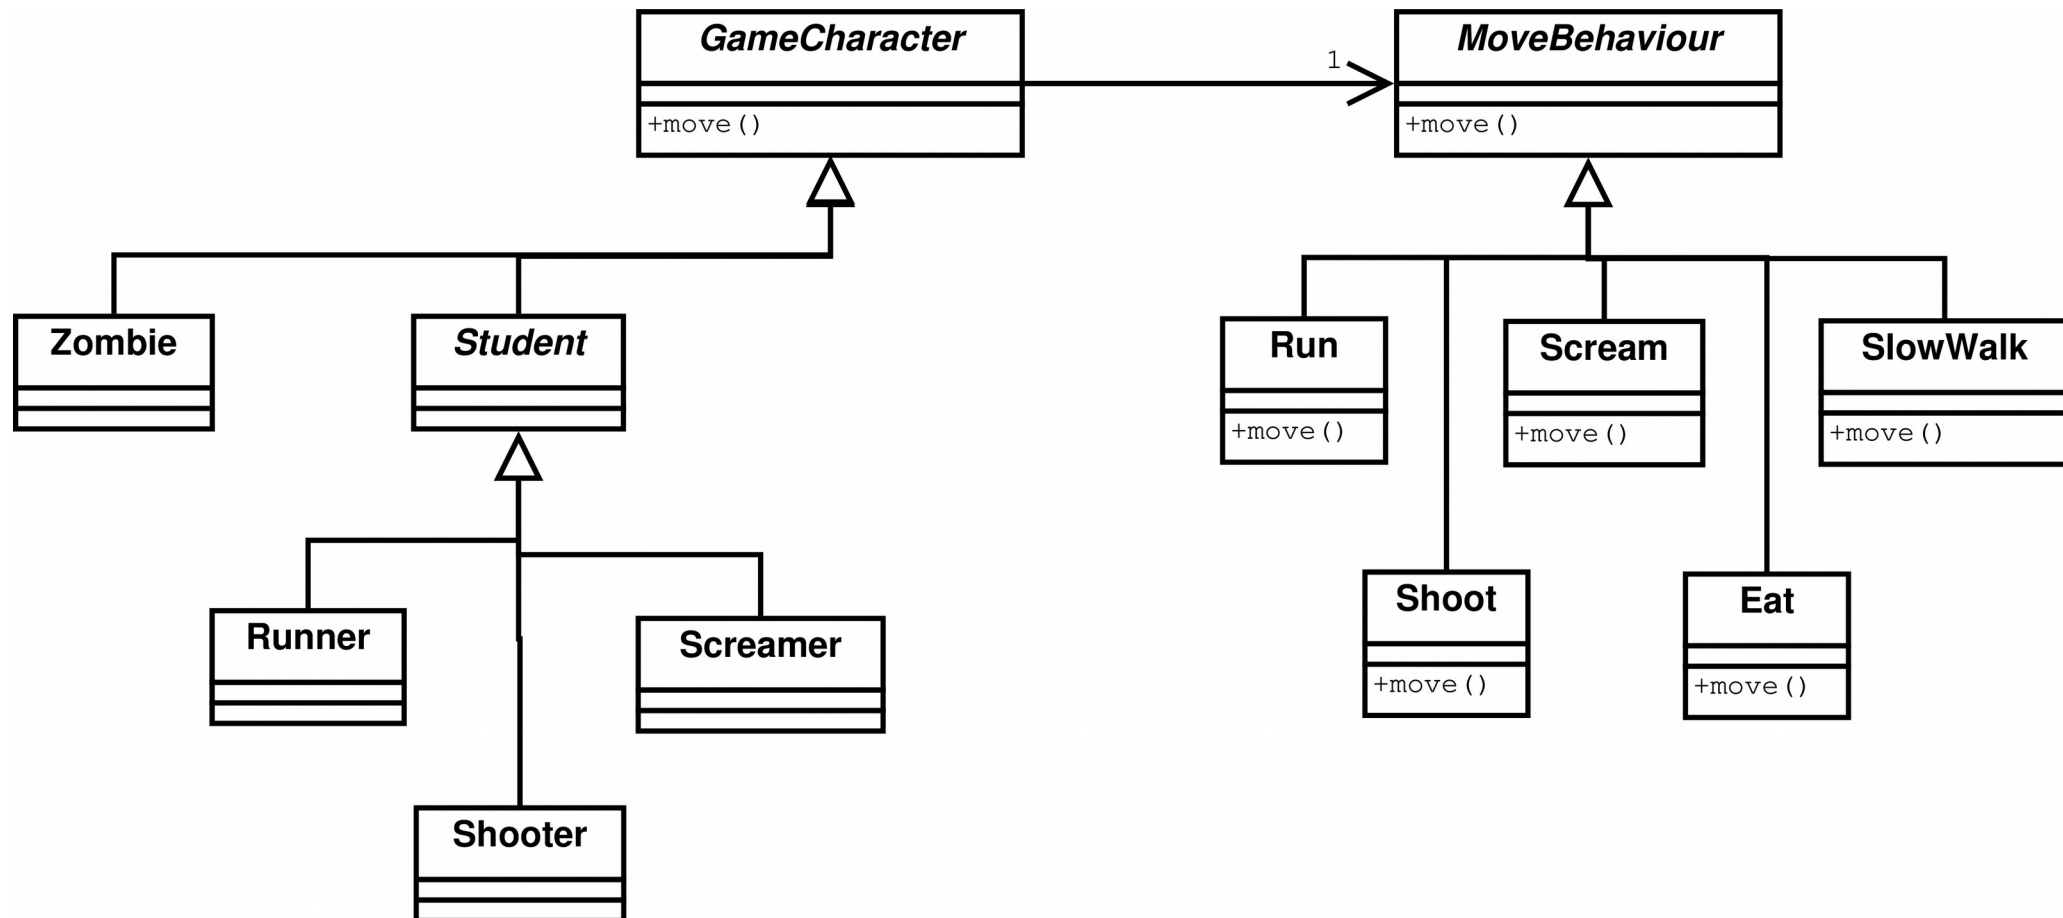 GameCharacter
+move()
1
MoveBehaviour
+move()
Zombie
Student
Run
+move()
Scream
+move()
SlowWalk
+move()
Runner
Screamer
Shoot
+move()
Eat
+move()
Shooter